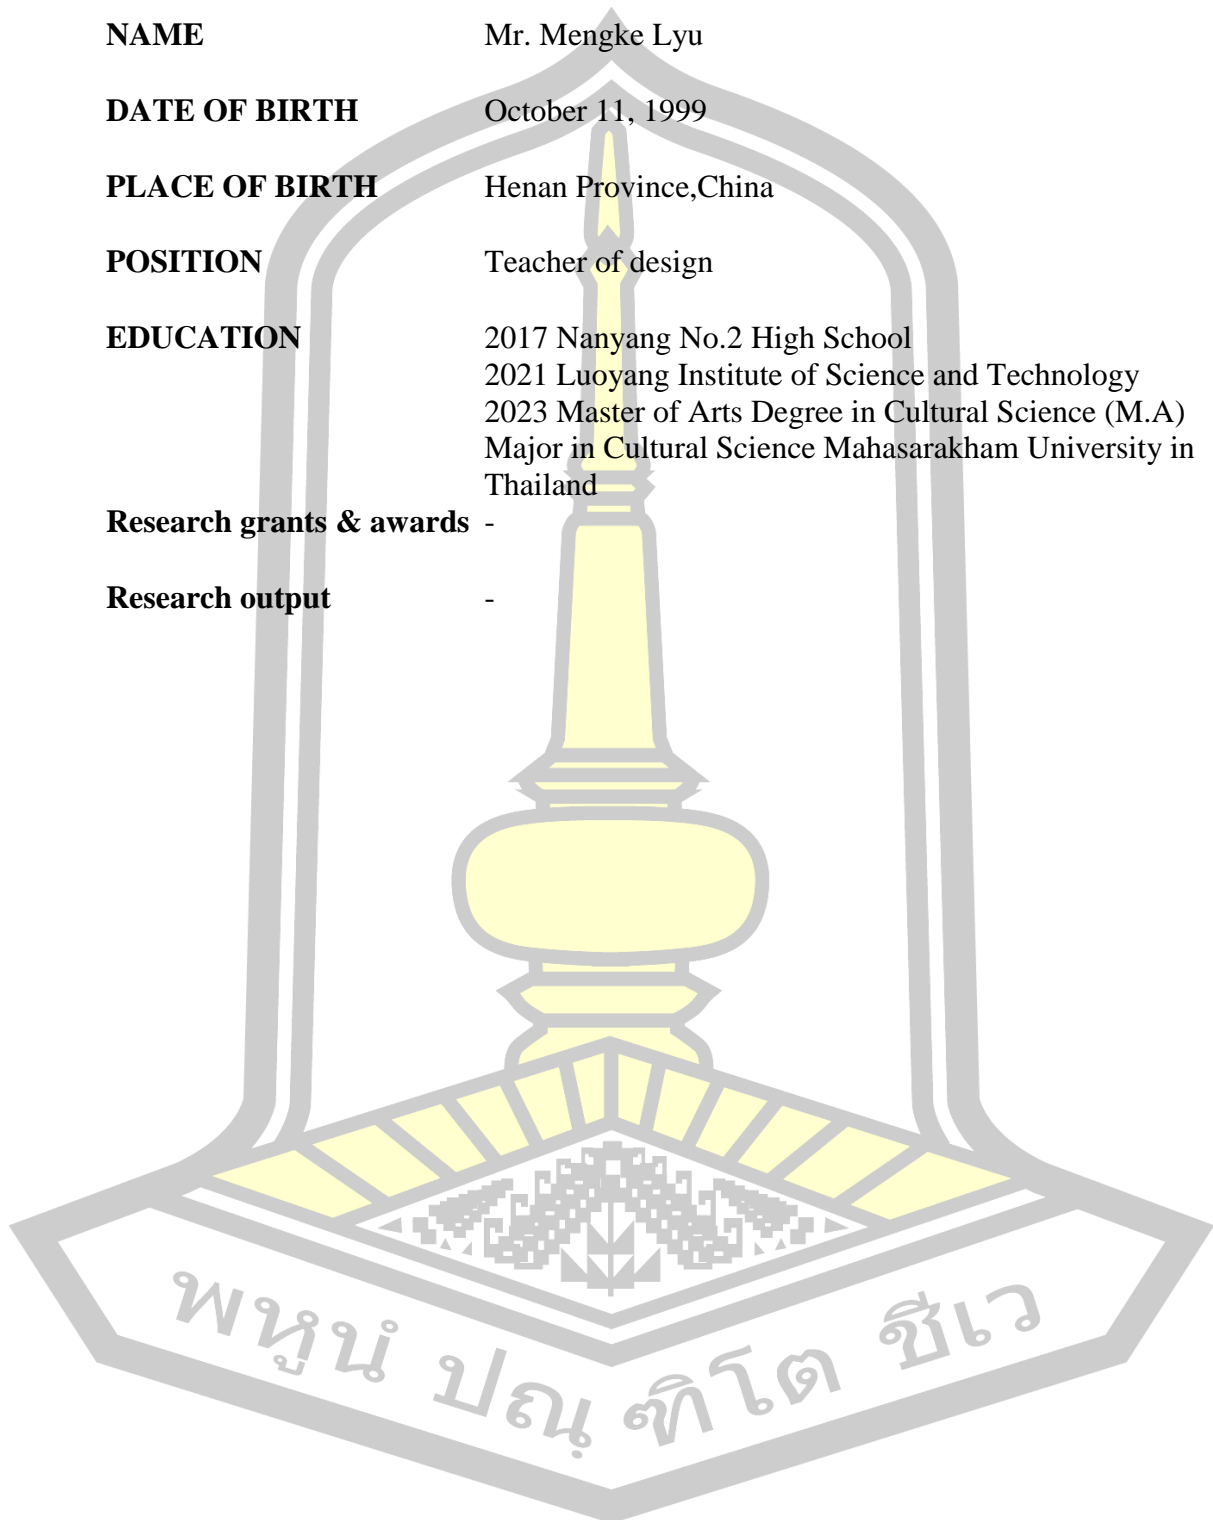 NAME Mr. Mengke Lyu
DATE OF BIRTH October 11, 1999
PLACE OF BIRTH Henan Province,China
POSITION Teacher of design
EDUCATION 2017 Nanyang No.2 High School
2021 Luoyang Institute of Science and Technology
2023 Master of Arts Degree in Cultural Science (M.A)
Major in Cultural Science Mahasarakham University in
Thailand
Research grants & awards -
Research output -
พหูนํ ปณฺ ฑิโต ชีเว